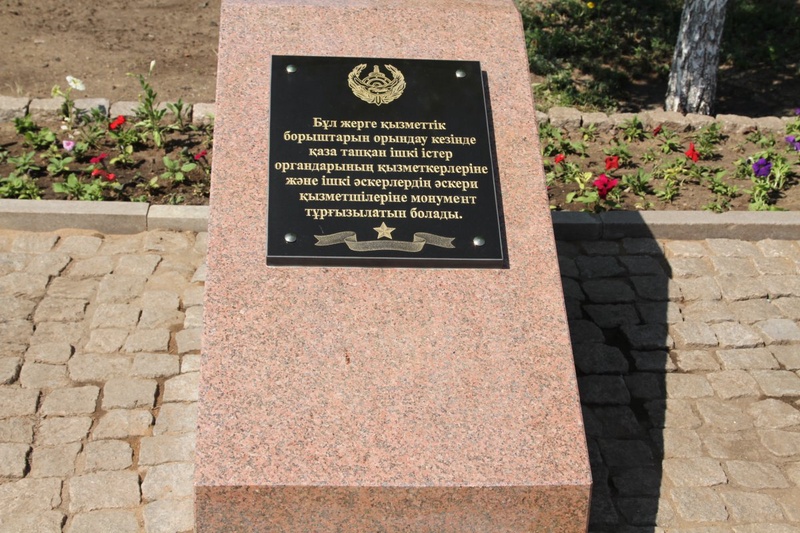 Бұл жерге қызметтік
борыштарын орындау кезінде
қаза тапқан ішкі істер
органдарының қызметкерлеріне
және ішкі әскерлердің әскери
қызметшілеріне монумент
тұрғызылатын болады.